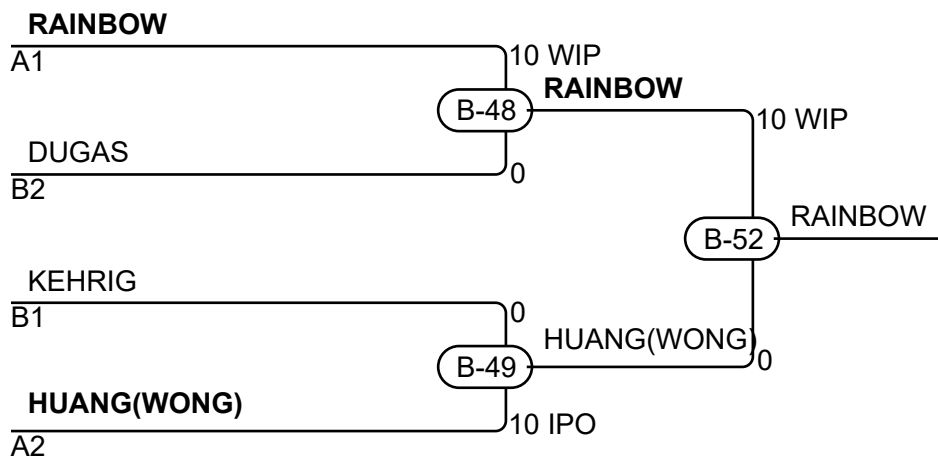 RAINBOW
A1
10 WIP
B-48
RAINBOW
DUGAS
B2
0
10 WIP
B-52
RAINBOW
KEHRIG
B1
0
B-49
HUANG(WONG)
0
HUANG(WONG)
A2
10 IPO